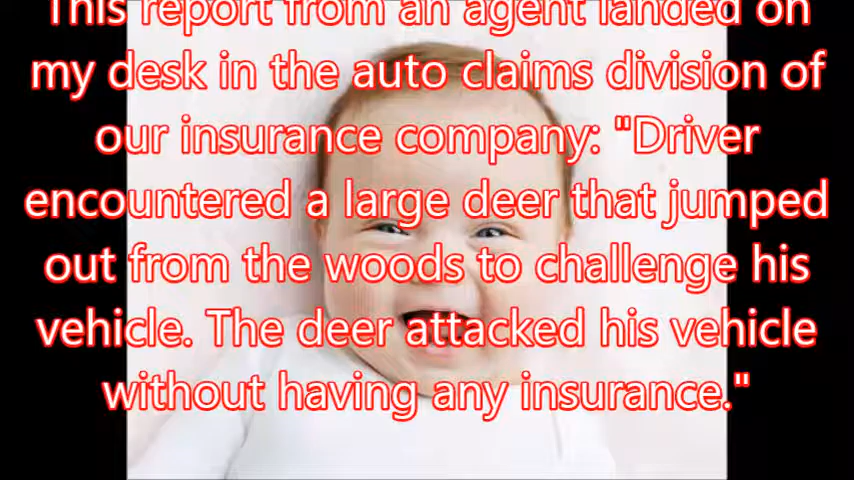 This report from an agent landed on
my desk in the auto claims division of
our insurance company: "Driver
encountered a large deer that jumped
out from the woods to challenge his
vehicle. The deer attacked his vehicle
without having any insurance."